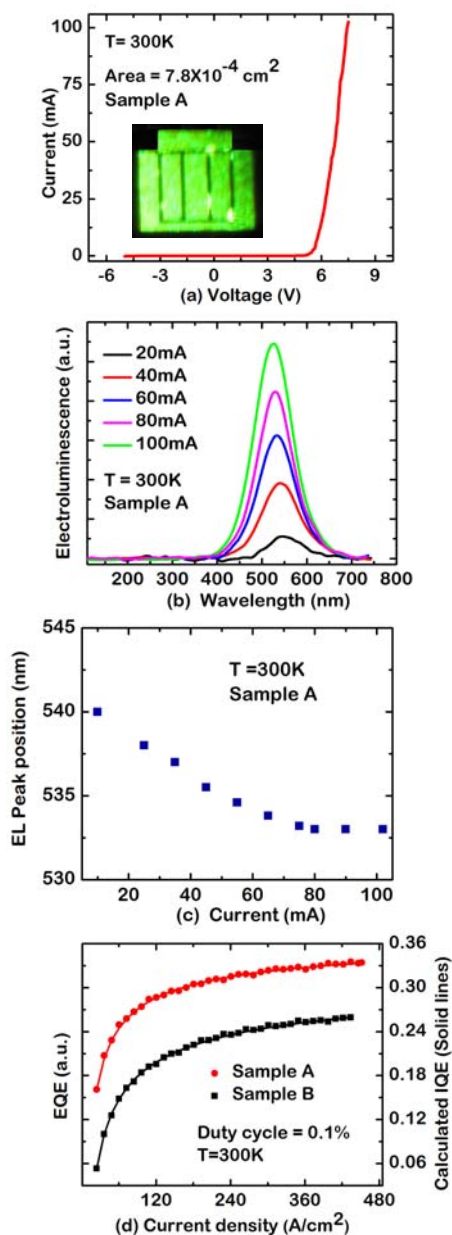 100
75
50
25
0
Current (mA)
T= 300K
Area = 7.8X10⁻⁴ cm²
Sample A
-6 -3 0 3 6 9
(a) Voltage (V)
Electroluminescence (a.u.)
20mA
40mA
60mA
80mA
100mA
T = 300K
Sample A
200 300 400 500 600 700 800
(b) Wavelength (nm)
545
540
535
530
EL Peak position (nm)
T =300K
Sample A
20 40 60 80 100
(c) Current (mA)
EQE (a.u.)
Sample A
Sample B
Duty cycle = 0.1%
T=300K
0.36
0.30
0.24
0.18
0.12
0.06
Calculated IQE (Solid lines)
120 240 360 480
(d) Current density (A/cm²)